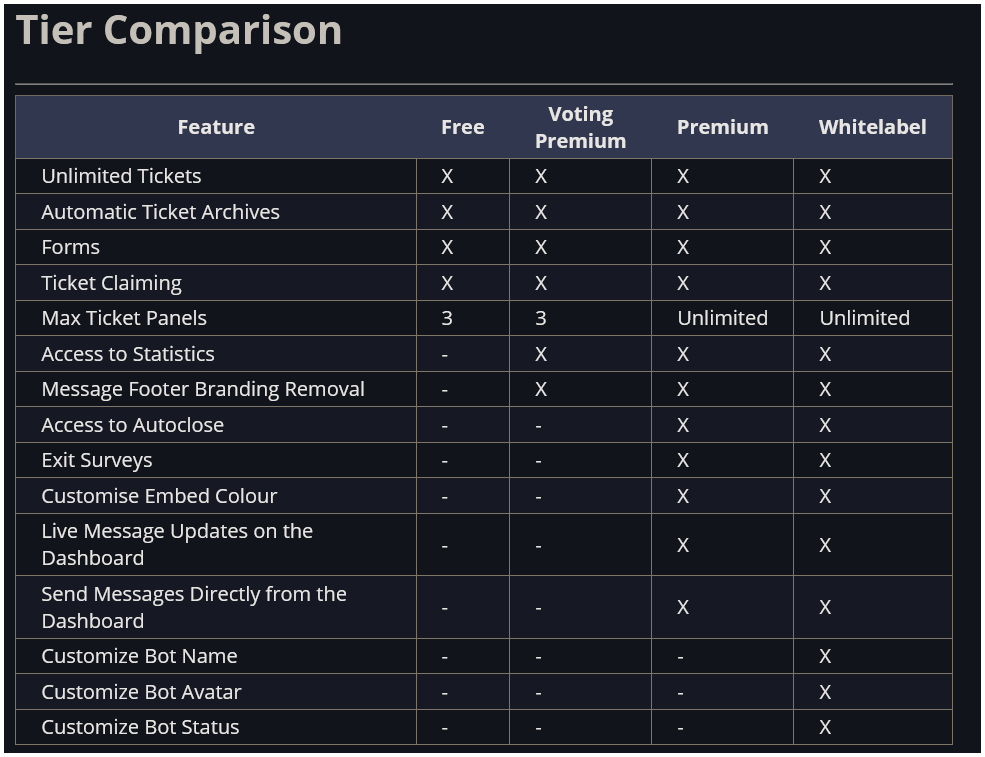 Tier Comparison
Feature Free Voting Premium Premium Whitelabel
Unlimited Tickets X X X X
Automatic Ticket Archives X X X X
Forms X X X X
Ticket Claiming X X X X
Max Ticket Panels 3 3 Unlimited Unlimited
Access to Statistics - X X X
Message Footer Branding Removal - X X X
Access to Autoclose - - X X
Exit Surveys - - X X
Customise Embed Colour - - X X
Live Message Updates on the
Dashboard - - X X
Send Messages Directly from the
Dashboard - - X X
Customize Bot Name - - - X
Customize Bot Avatar - - - X
Customize Bot Status - - - X